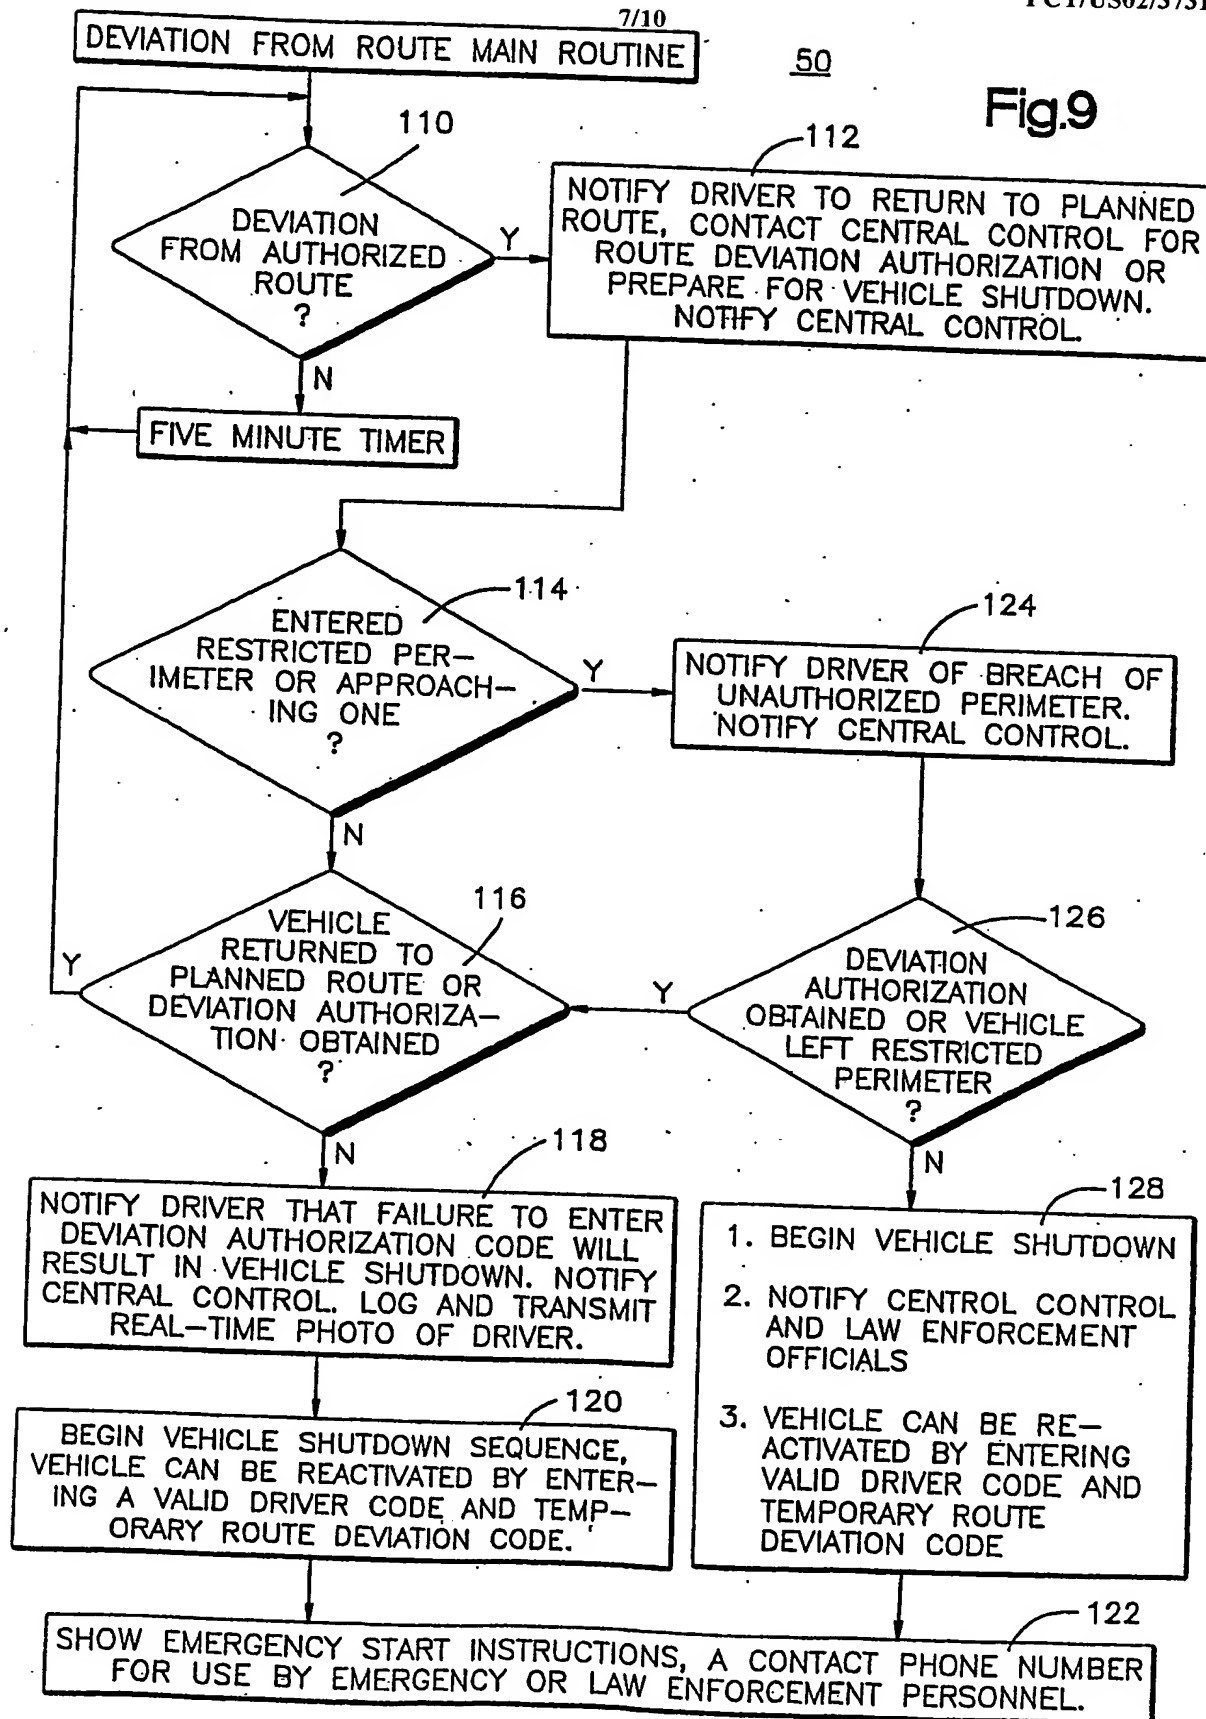 7/10
PCT/US02/3731
DEVIATION FROM ROUTE MAIN ROUTINE
50
Fig.9
110
DEVIATION
FROM AUTHORIZED
ROUTE
?
Y
N
112
NOTIFY DRIVER TO RETURN TO PLANNED
ROUTE, CONTACT CENTRAL CONTROL FOR
ROUTE DEVIATION AUTHORIZATION OR
PREPARE FOR VEHICLE SHUTDOWN.
NOTIFY CENTRAL CONTROL.
FIVE MINUTE TIMER
114
ENTERED
RESTRICTED PER-
IMETER OR APPROACH-
ING ONE
?
Y
N
124
NOTIFY DRIVER OF BREACH OF
UNAUTHORIZED PERIMETER.
NOTIFY CENTRAL CONTROL.
116
VEHICLE
RETURNED TO
PLANNED ROUTE OR
DEVIATION AUTHORIZA-
TION OBTAINED
?
Y
N
126
DEVIATION
AUTHORIZATION
OBTAINED OR VEHICLE
LEFT RESTRICTED
PERIMETER
?
Y
N
118
NOTIFY DRIVER THAT FAILURE TO ENTER
DEVIATION AUTHORIZATION CODE WILL
RESULT IN VEHICLE SHUTDOWN. NOTIFY
CENTRAL CONTROL. LOG AND TRANSMIT
REAL-TIME PHOTO OF DRIVER.
128
1. BEGIN VEHICLE SHUTDOWN
2. NOTIFY CENTROL CONTROL
AND LAW ENFORCEMENT
OFFICIALS
3. VEHICLE CAN BE RE-
ACTIVATED BY ENTERING
VALID DRIVER CODE AND
TEMPORARY ROUTE
DEVIATION CODE
120
BEGIN VEHICLE SHUTDOWN SEQUENCE,
VEHICLE CAN BE REACTIVATED BY ENTER-
ING A VALID DRIVER CODE AND TEMP-
ORARY ROUTE DEVIATION CODE.
122
SHOW EMERGENCY START INSTRUCTIONS, A CONTACT PHONE NUMBER
FOR USE BY EMERGENCY OR LAW ENFORCEMENT PERSONNEL.